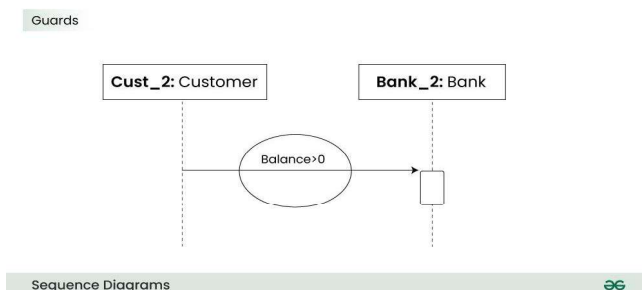 Guards
Cust_2: Customer
Bank_2: Bank
Balance>0
Sequence Diagrams